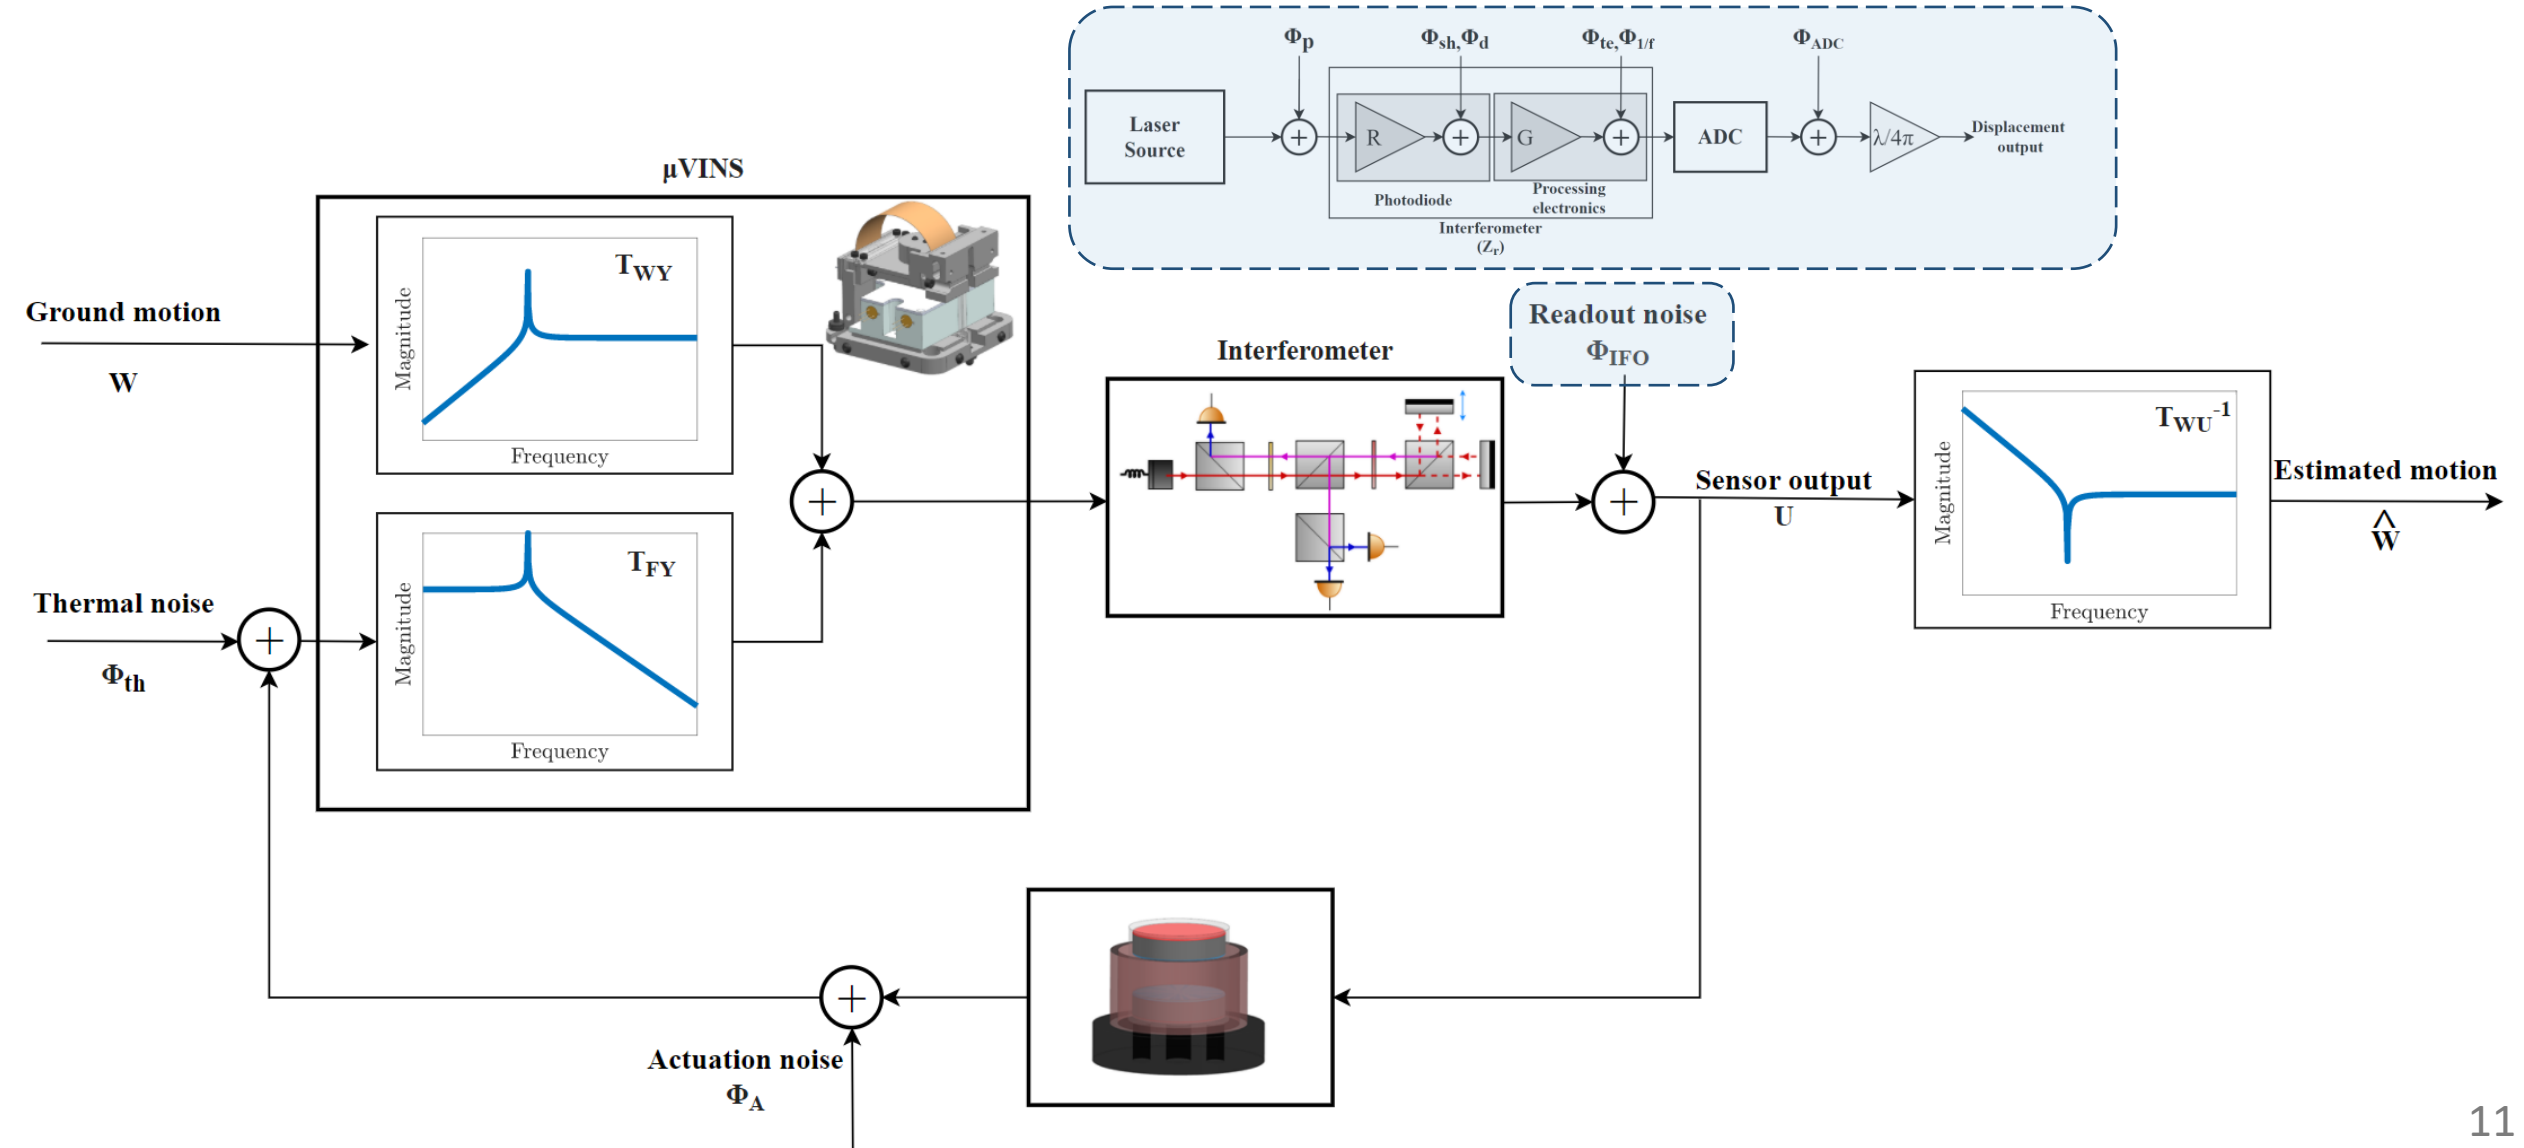 Φp
Φsh,Φd
Φte,Φ1/f
ΦADC
Laser
Source
+
R
+
G
+
ADC
+
λ/4π
Displacement
output
Photodiode
Processing
electronics
Interferometer
(Zr)
μVINS
TWY
Magnitude
Frequency
Ground motion
W
Readout noise
ΦIFO
Interferometer
TWU-1
Magnitude
Frequency
+
+
Sensor output
U
Estimated motion
Ŵ
TFY
Magnitude
Frequency
Thermal noise
Φth
+
+
Actuation noise
ΦA
11